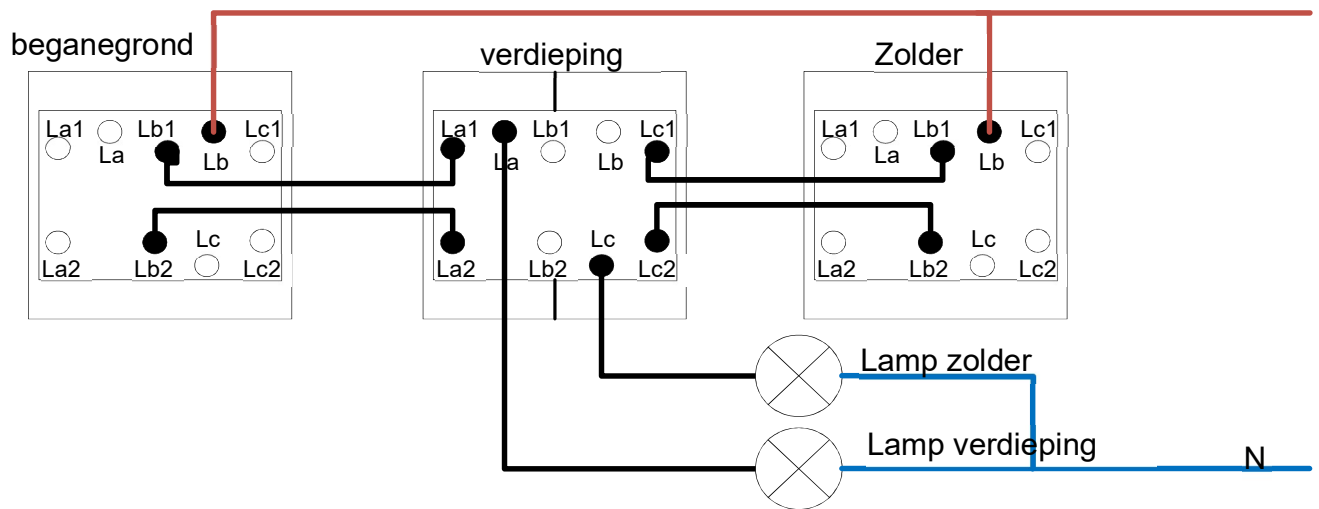 beganegrond
verdieping
Zolder
La1 La Lb1 Lb Lc1
La2 Lb2 Lc Lc2
La1 La Lb1 Lb Lc1
La2 Lb2 Lc Lc2
La1 La Lb1 Lb Lc1
La2 Lb2 Lc Lc2
Lamp zolder
Lamp verdieping
N